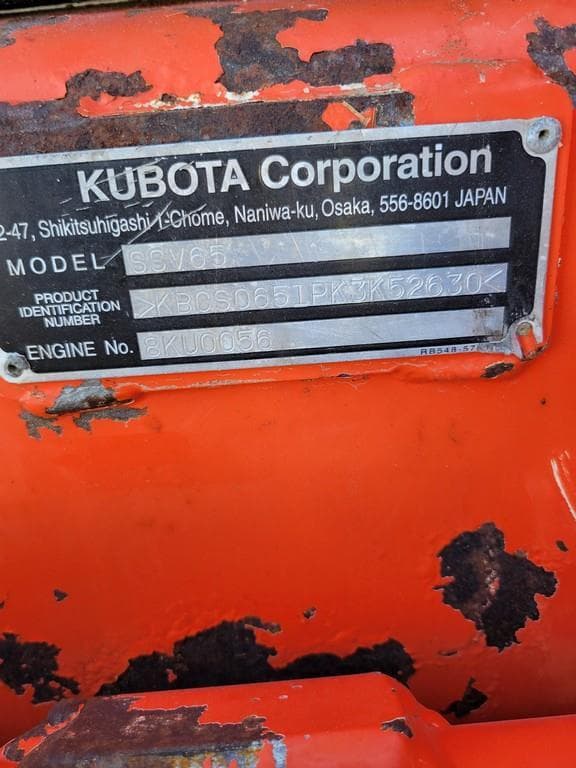 KUBOTA Corporation
2-47, Shikitsuhigashi 1-Chome, Naniwa-ku, Osaka, 556-8601 JAPAN
MODEL SSV65
PRODUCT
IDENTIFICATION
NUMBER
>KBCS0651PK3K52630<
ENGINE No. 8KU0056